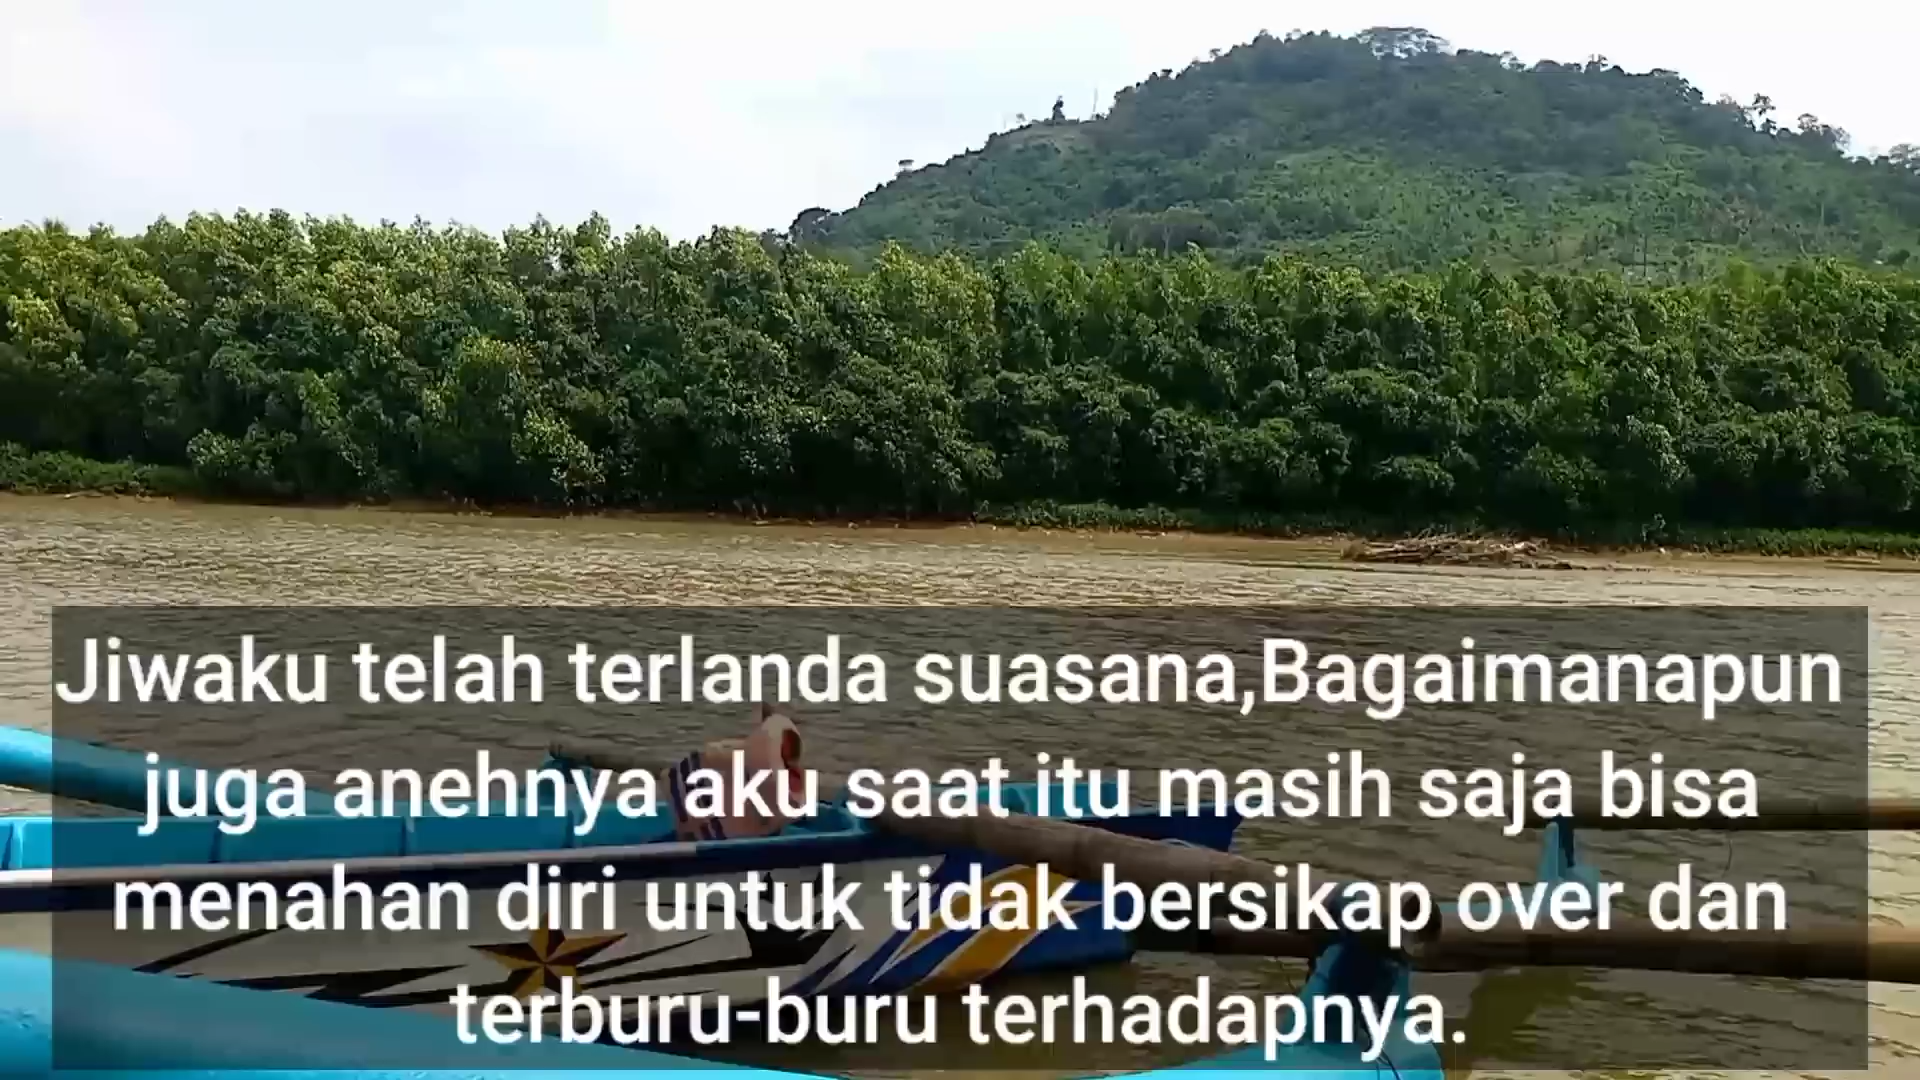 Jiwaku telah terlanda suasana,Bagaimanapun
juga anehnya aku saat itu masih saja bisa
menahan diri untuk tidak bersikap over dan
terburu-buru terhadapnya.